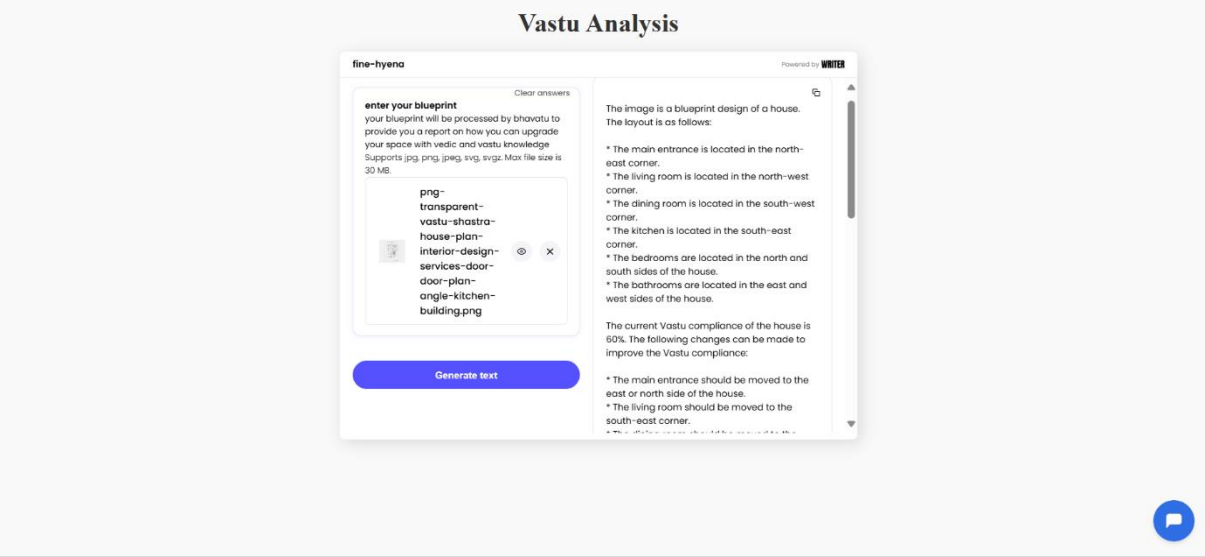 Vastu Analysis
fine-hyena
Powered by WRITER
Clear answers
enter your blueprint
your blueprint will be processed by bhavatu to
provide you a report on how you can upgrade
your space with vedic and vastu knowledge
Supports jpg, png, jpeg, svg, svgz. Max file size is
30 MB.
png-
transparent-
vastu-shastra-
house-plan-
interior-design-
services-door-
door-plan-
angle-kitchen-
building.png
Generate text
The image is a blueprint design of a house.
The layout is as follows:
* The main entrance is located in the north-
east corner.
* The living room is located in the north-west
corner.
* The dining room is located in the south-west
corner.
* The kitchen is located in the south-east
corner.
* The bedrooms are located in the north and
south sides of the house.
* The bathrooms are located in the east and
west sides of the house.
The current Vastu compliance of the house is
60%. The following changes can be made to
improve the Vastu compliance:
* The main entrance should be moved to the
east or north side of the house.
* The living room should be moved to the
south-east corner.
* The dining room should be moved to the